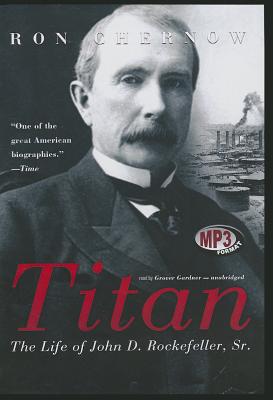 RON CHERNOW
"One of the
great American
biographies."
—Time
MP3
FORMAT
read by Grover Gardner — unabridged
Titan
The Life of John D. Rockefeller, Sr.